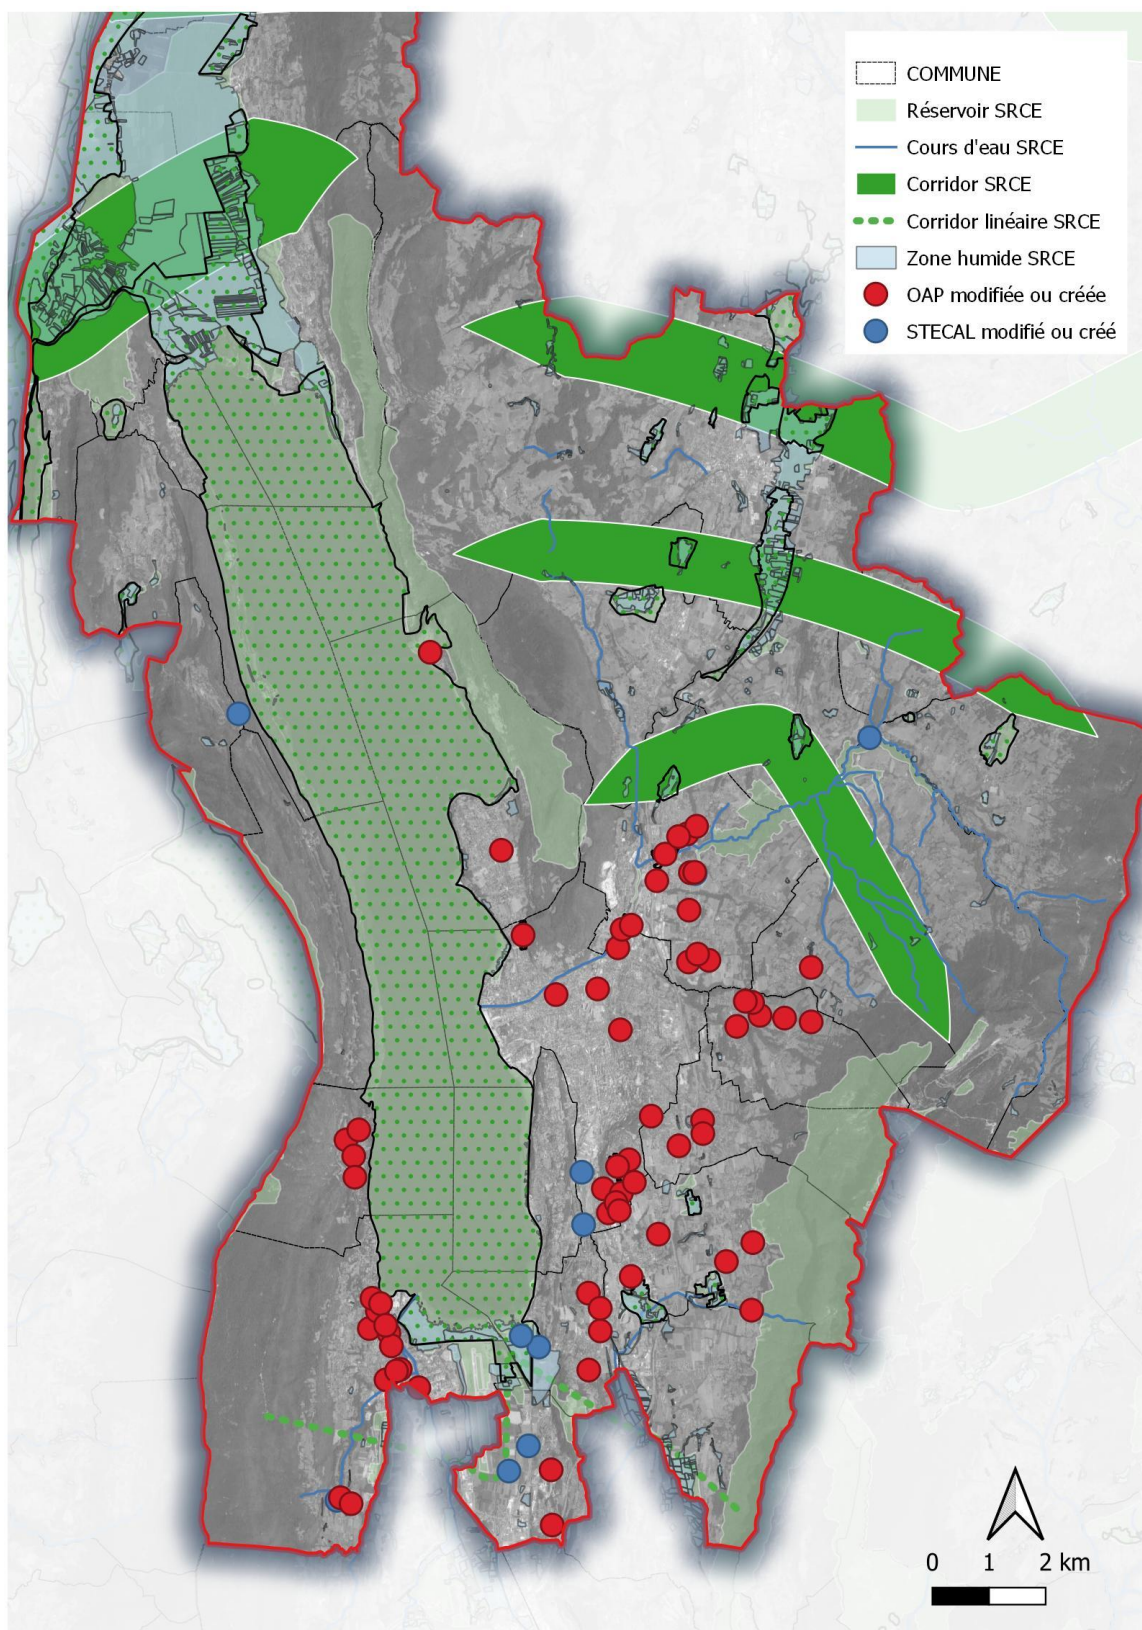 COMMUNE
Réservoir SRCE
Cours d'eau SRCE
Corridor SRCE
Corridor linéaire SRCE
Zone humide SRCE
OAP modifiée ou créée
STECAL modifié ou créé
0 1 2 km